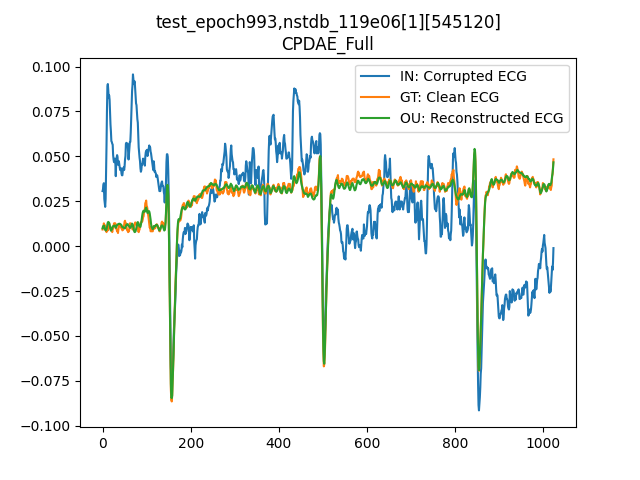 test_epoch993,nstdb_119e06[1][545120]
CPDAE_Full
IN: Corrupted ECG
GT: Clean ECG
OU: Reconstructed ECG
0.100
0.075
0.050
0.025
0.000
−0.025
−0.050
−0.075
−0.100
0 200 400 600 800 1000